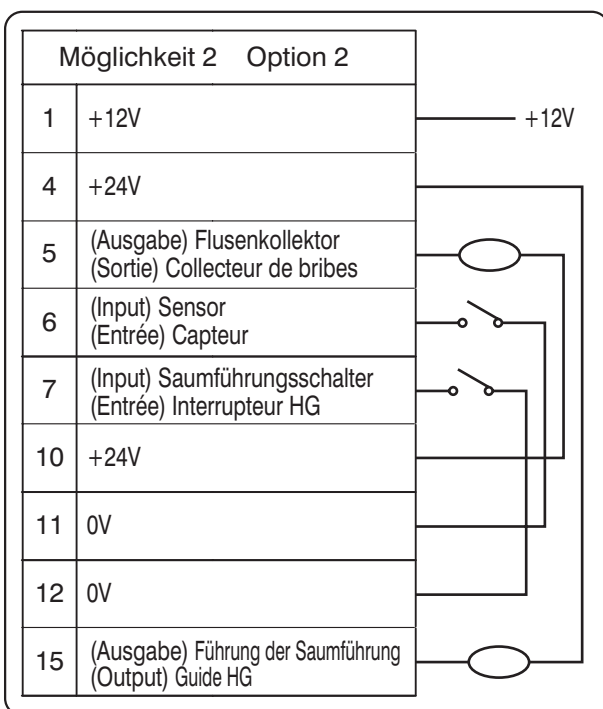 Möglichkeit 2 Option 2
1 +12V +12V
4 +24V
5 (Ausgabe) Flusenkollektor
(Sortie) Collecteur de bribes
6 (Input) Sensor
(Entrée) Capteur
7 (Input) Saumführungsschalter
(Entrée) Interrupteur HG
10 +24V
11 0V
12 0V
15 (Ausgabe) Führung der Saumführung
(Output) Guide HG